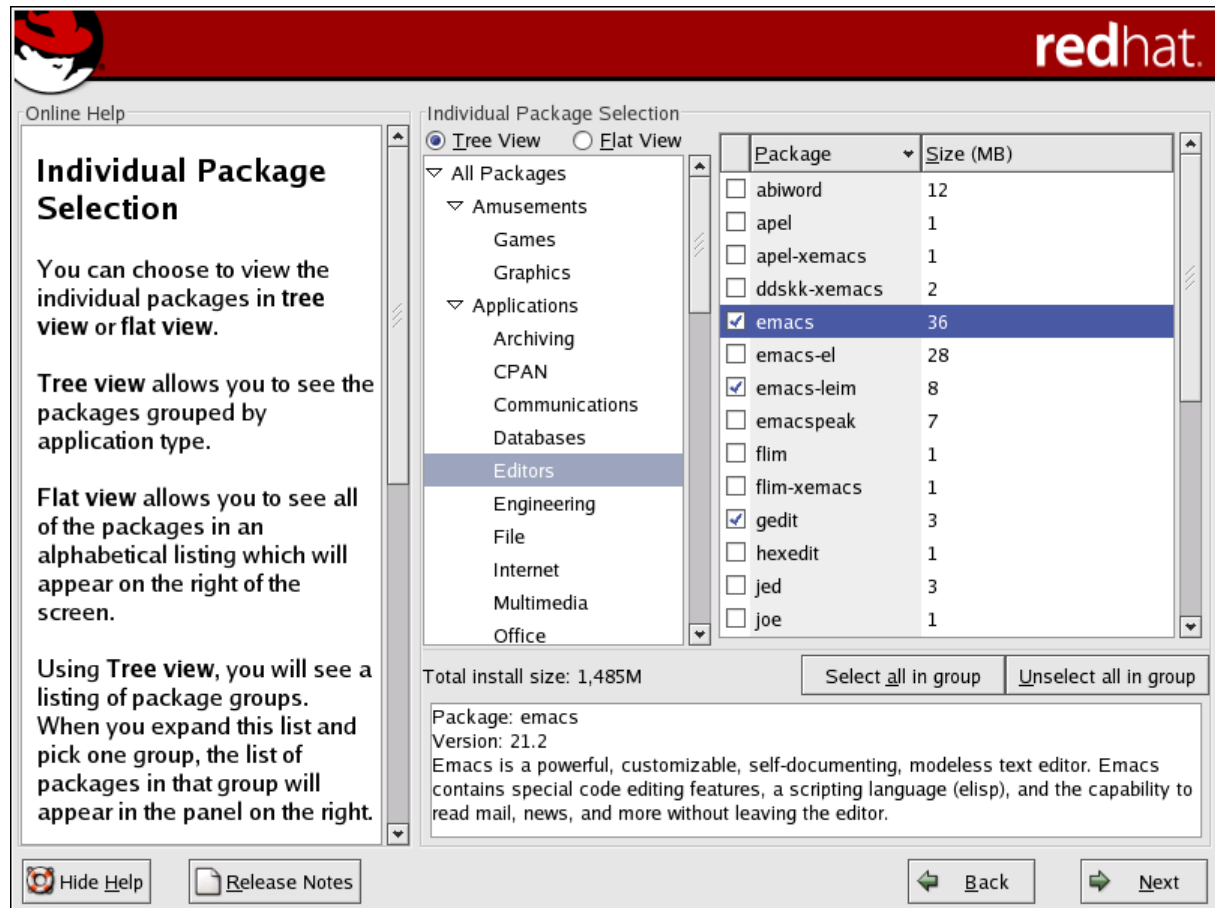 redhat.
Online Help
Individual Package
Selection
You can choose to view the
individual packages in tree
view or flat view.
Tree view allows you to see the
packages grouped by
application type.
Flat view allows you to see all
of the packages in an
alphabetical listing which will
appear on the right of the
screen.
Using Tree view, you will see a
listing of package groups.
When you expand this list and
pick one group, the list of
packages in that group will
appear in the panel on the right.
Individual Package Selection
Tree View Flat View
All Packages
Amusements
Games
Graphics
Applications
Archiving
CPAN
Communications
Databases
Editors
Engineering
File
Internet
Multimedia
Office
Package Size (MB)
abiword 12
apel 1
apel-xemacs 1
ddskk-xemacs 2
emacs 36
emacs-el 28
emacs-leim 8
emacspeak 7
flim 1
flim-xemacs 1
gedit 3
hexedit 1
jed 3
joe 1
Total install size: 1,485M
Select all in group Unselect all in group
Package: emacs
Version: 21.2
Emacs is a powerful, customizable, self-documenting, modeless text editor. Emacs
contains special code editing features, a scripting language (elisp), and the capability to
read mail, news, and more without leaving the editor.
Hide Help Release Notes Back Next